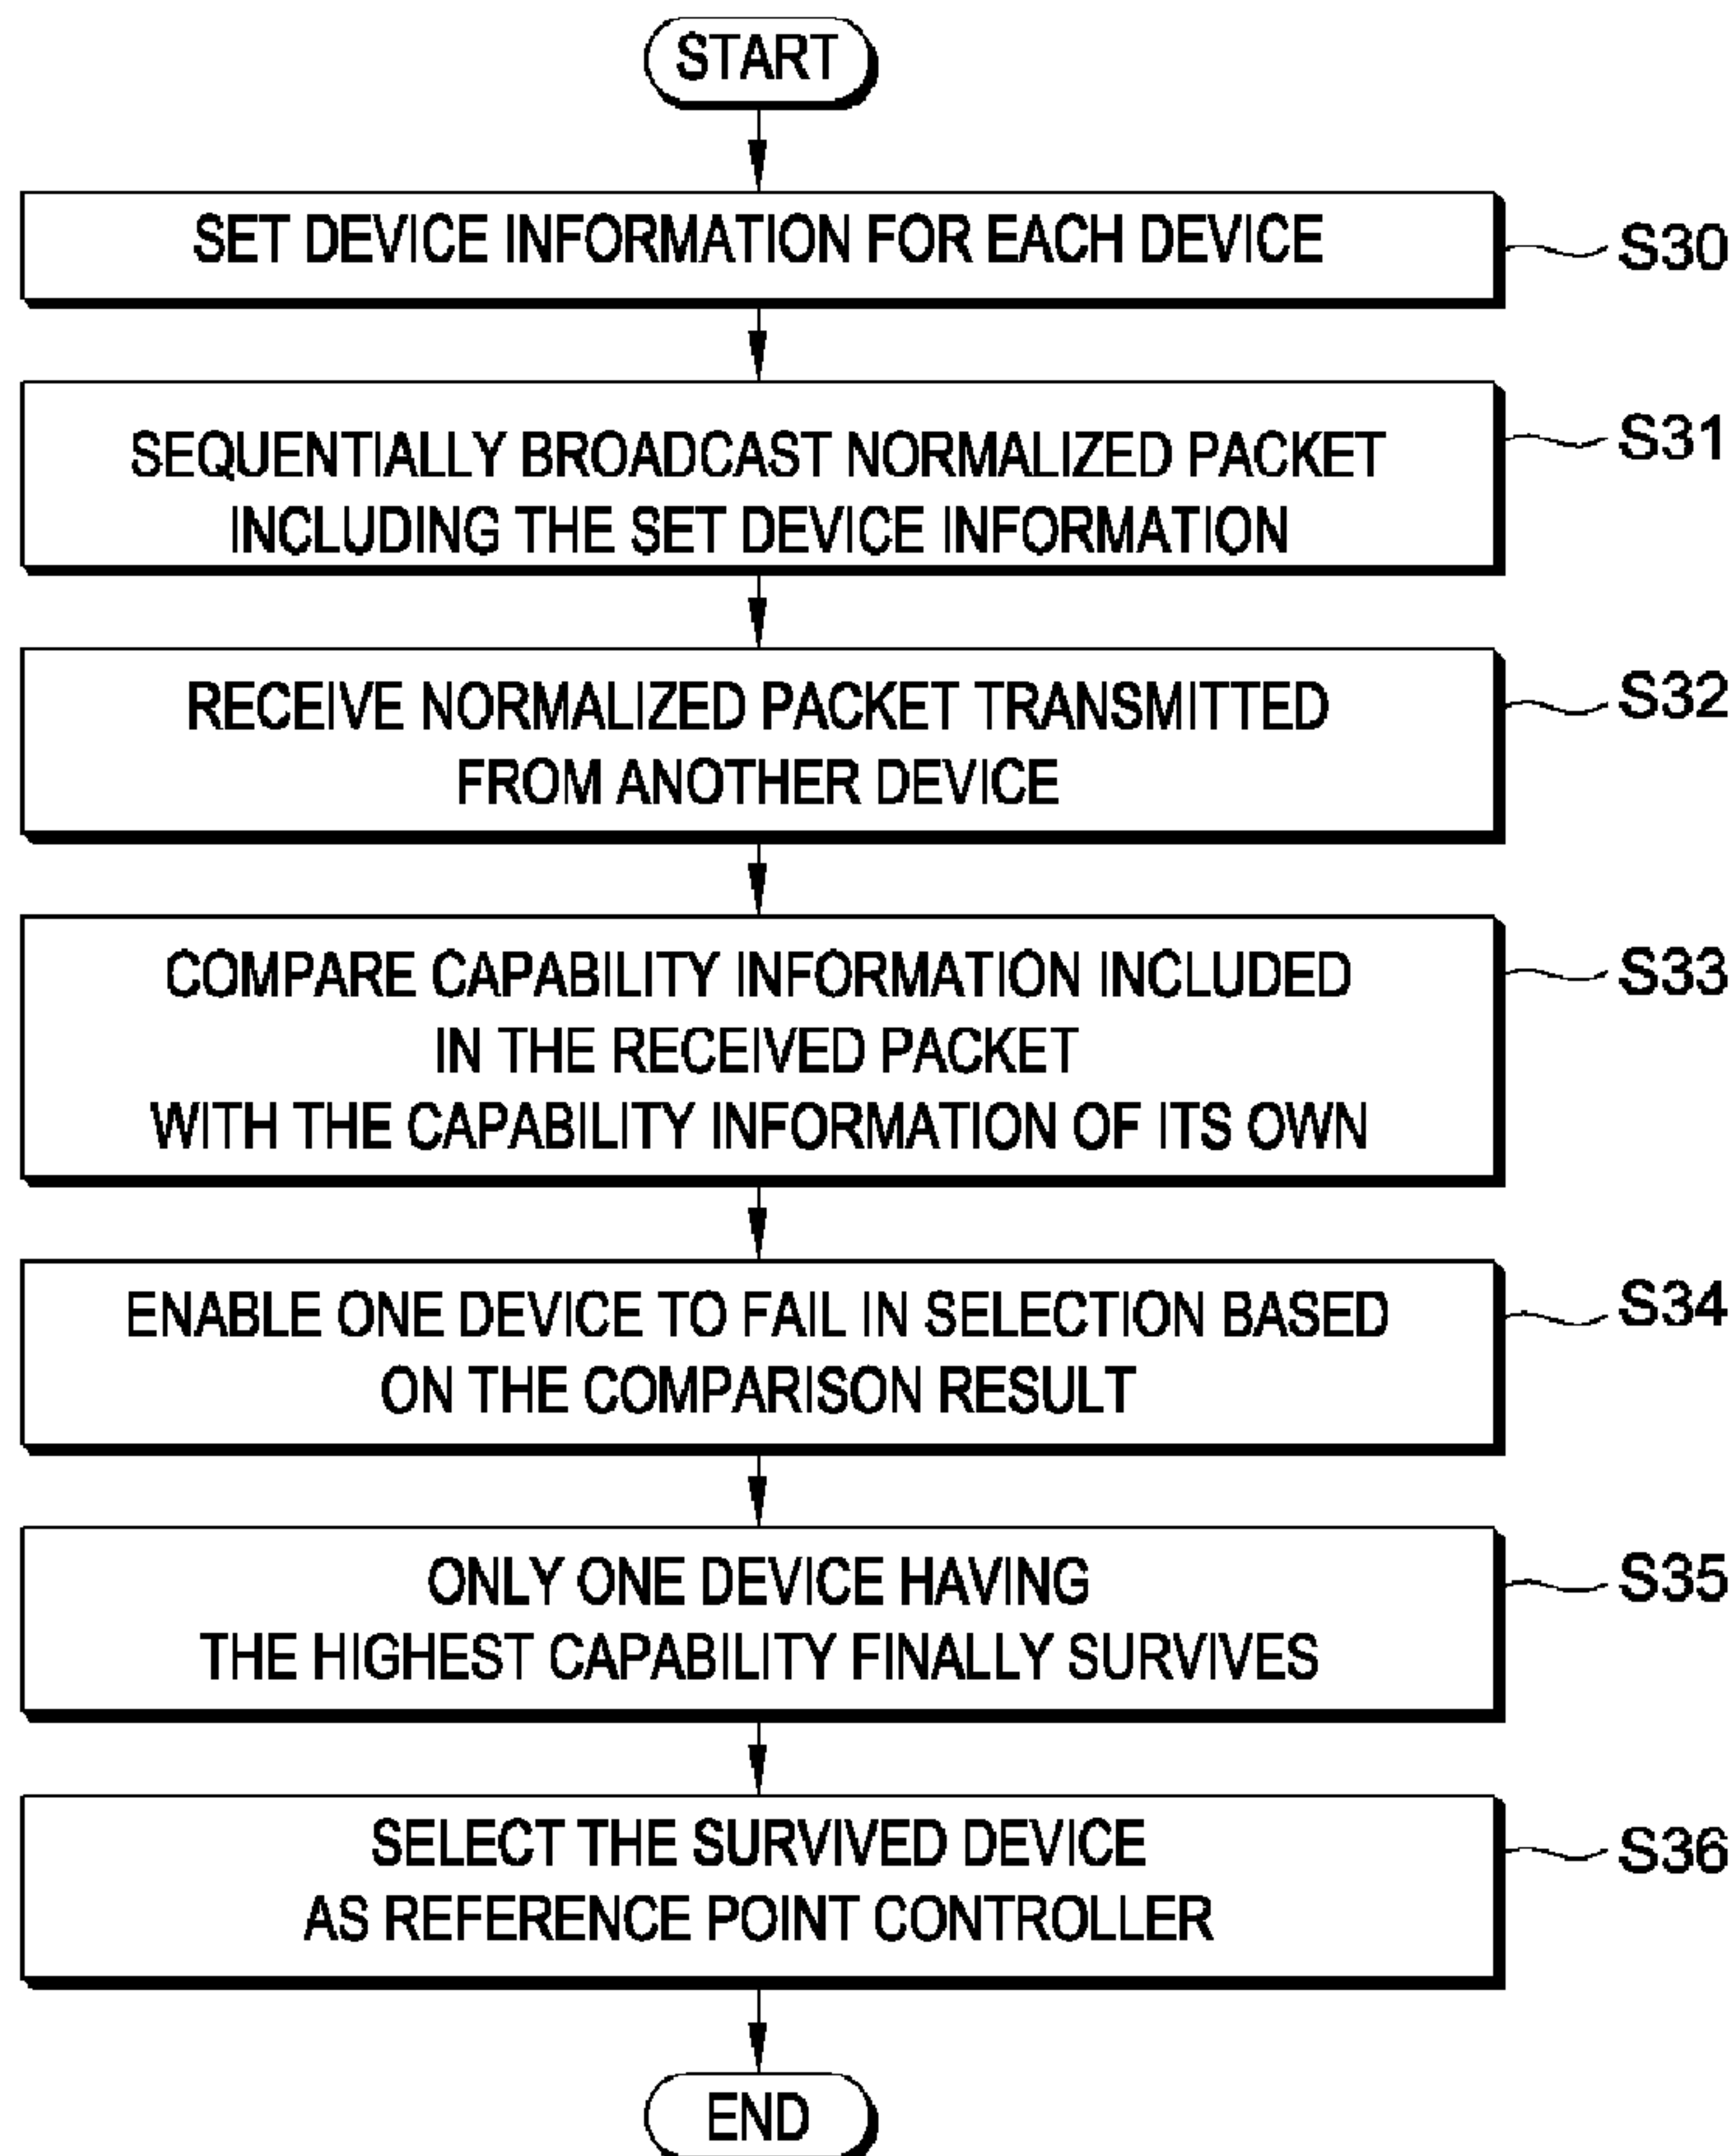 START
SET DEVICE INFORMATION FOR EACH DEVICE
S30
SEQUENTIALLY BROADCAST NORMALIZED PACKET
INCLUDING THE SET DEVICE INFORMATION
S31
RECEIVE NORMALIZED PACKET TRANSMITTED
FROM ANOTHER DEVICE
S32
COMPARE CAPABILITY INFORMATION INCLUDED
IN THE RECEIVED PACKET
WITH THE CAPABILITY INFORMATION OF ITS OWN
S33
ENABLE ONE DEVICE TO FAIL IN SELECTION BASED
ON THE COMPARISON RESULT
S34
ONLY ONE DEVICE HAVING
THE HIGHEST CAPABILITY FINALLY SURVIVES
S35
SELECT THE SURVIVED DEVICE
AS REFERENCE POINT CONTROLLER
S36
END